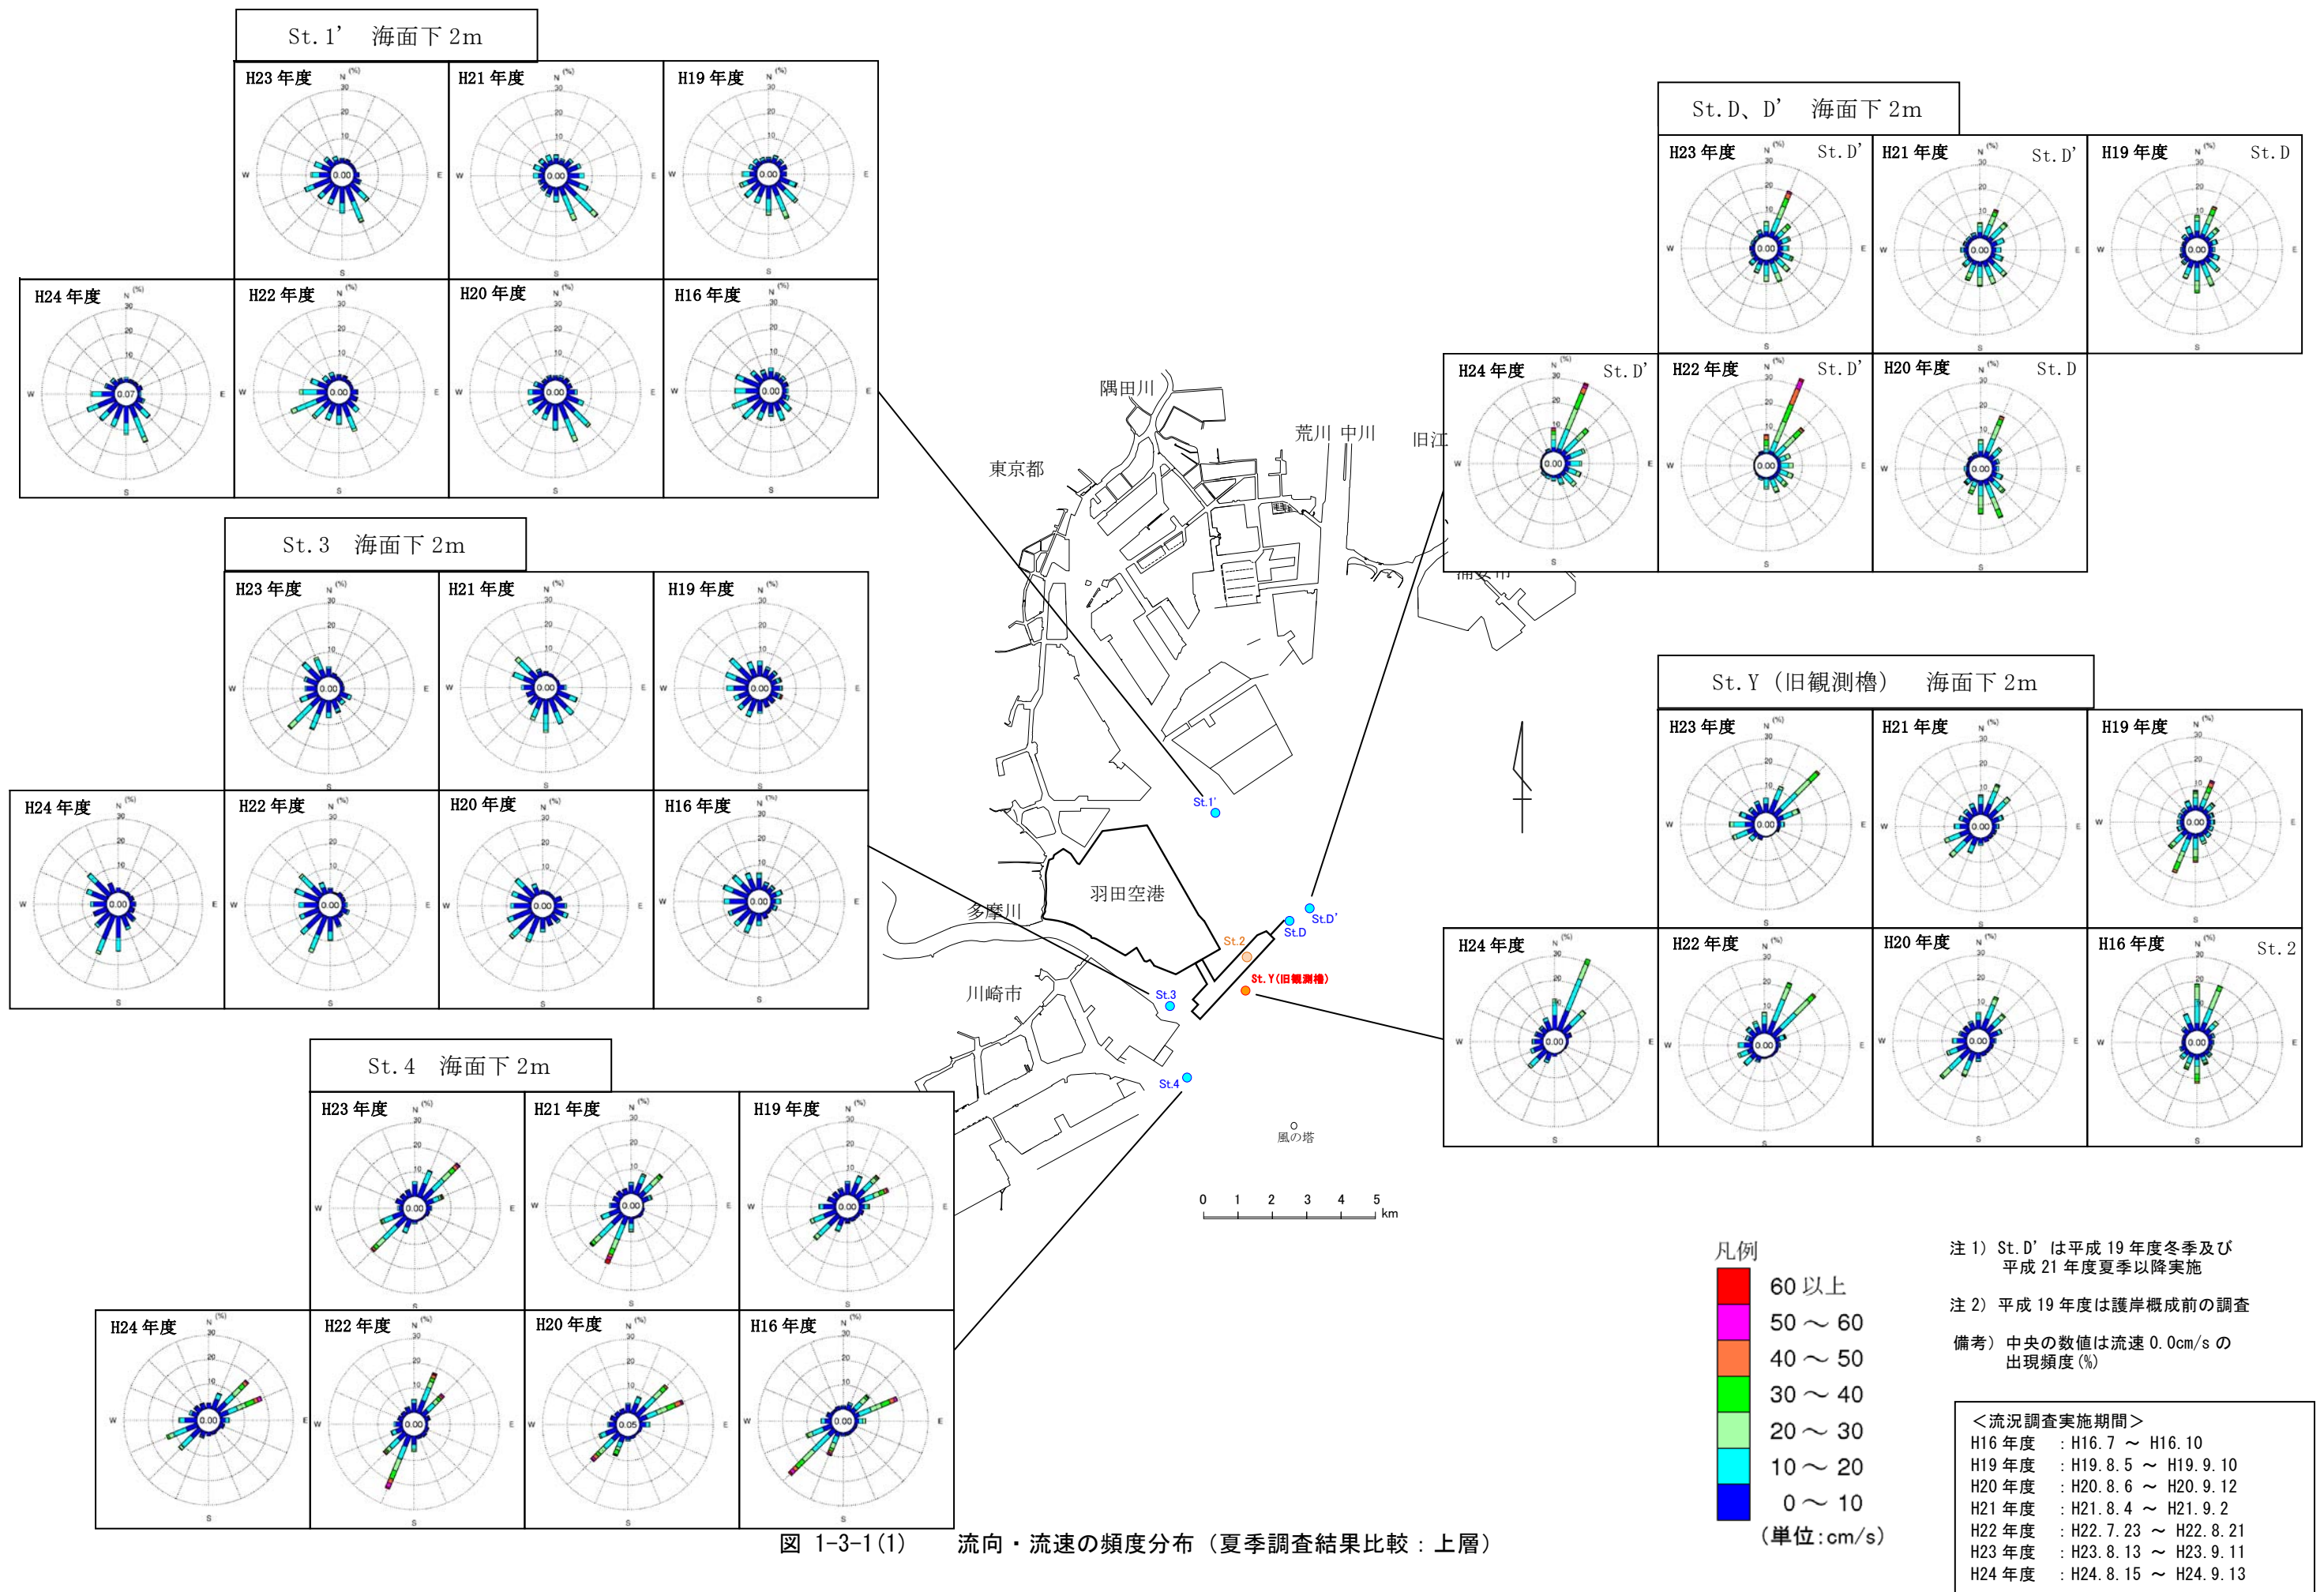 St.1’ 海面下 2m
H23 年度
H21 年度
H19 年度
H24 年度
H22 年度
H20 年度
H16 年度
St.3 海面下 2m
H23 年度
H21 年度
H19 年度
H24 年度
H22 年度
H20 年度
H16 年度
St.4 海面下 2m
H23 年度
H21 年度
H19 年度
H24 年度
H22 年度
H20 年度
H16 年度
St.D、D’ 海面下 2m
H23 年度 St.D’
H21 年度 St.D’
H19 年度 St.D
H24 年度 St.D’
H22 年度 St.D’
H20 年度 St.D
St.Y（旧観測櫓） 海面下 2m
H23 年度
H21 年度
H19 年度
H24 年度
H22 年度
H20 年度
H16 年度 St.2
隅田川
荒川 中川
旧江
東京都
St.1’
羽田空港
多摩川
St.D’
St.D
St.2
St.Y(旧観測櫓)
川崎市
St.3
St.4
風の塔
0 1 2 3 4 5
km
凡例
60 以上
50 ～ 60
40 ～ 50
30 ～ 40
20 ～ 30
10 ～ 20
0 ～ 10
（単位:cm/s）
注 1）St.D’ は平成 19 年度冬季及び
平成 21 年度夏季以降実施
注 2）平成 19 年度は護岸概成前の調査
備考）中央の数値は流速 0.0cm/s の
出現頻度(%)
＜流況調査実施期間＞
H16 年度 : H16.7 ～ H16.10
H19 年度 : H19.8.5 ～ H19.9.10
H20 年度 : H20.8.6 ～ H20.9.12
H21 年度 : H21.8.4 ～ H21.9.2
H22 年度 : H22.7.23 ～ H22.8.21
H23 年度 : H23.8.13 ～ H23.9.11
H24 年度 : H24.8.15 ～ H24.9.13
図 1-3-1(1) 流向・流速の頻度分布（夏季調査結果比較：上層）